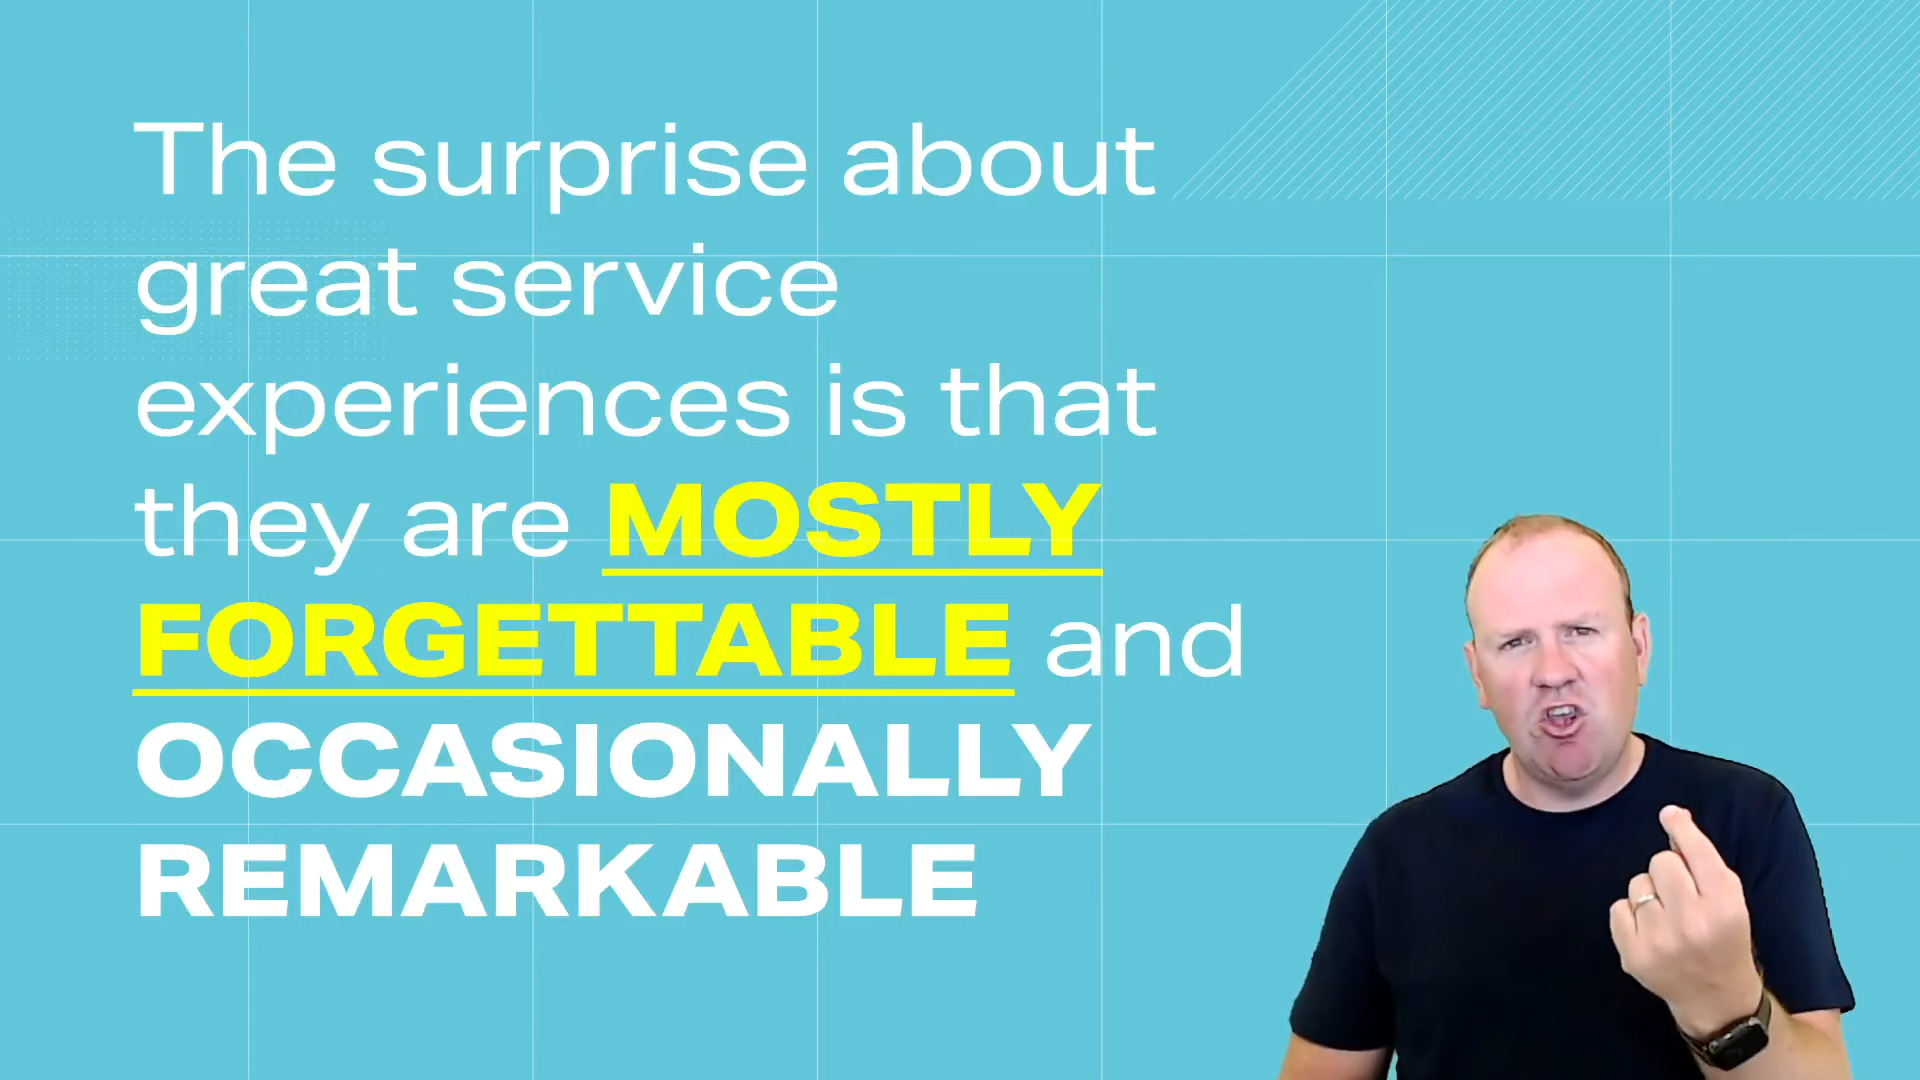 The surprise about
great service
experiences is that
they are MOSTLY
FORGETTABLE and
OCCASIONALLY
REMARKABLE